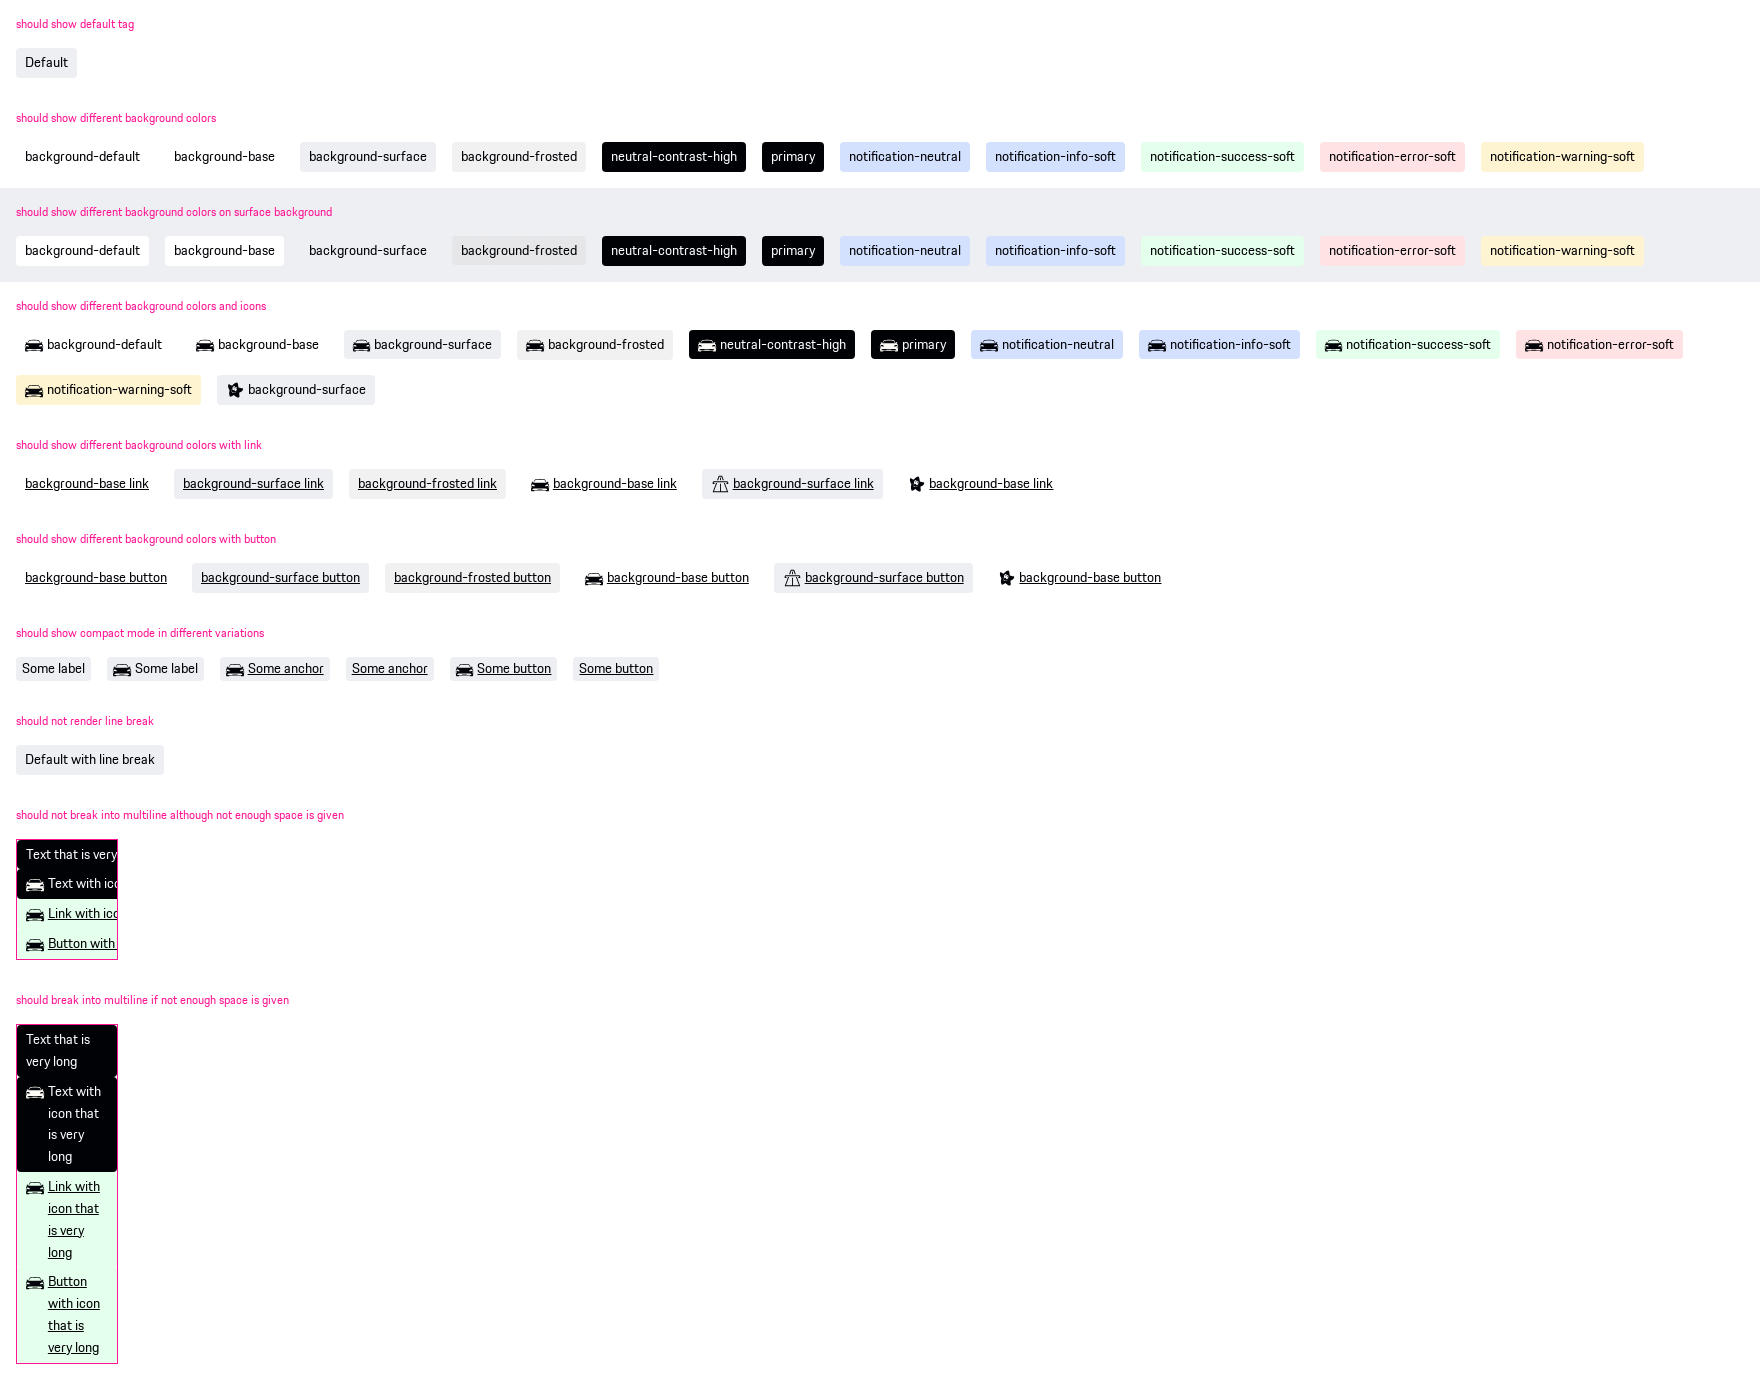 should show default tag
Default
should show different background colors
background-default background-base background-surface background-frosted neutral-contrast-high primary notification-neutral notification-info-soft notification-success-soft notification-error-soft notification-warning-soft
should show different background colors on surface background
background-default background-base background-surface background-frosted neutral-contrast-high primary notification-neutral notification-info-soft notification-success-soft notification-error-soft notification-warning-soft
should show different background colors and icons
background-default background-base background-surface background-frosted neutral-contrast-high primary notification-neutral notification-info-soft notification-success-soft notification-error-soft
notification-warning-soft background-surface
should show different background colors with link
background-base link background-surface link background-frosted link background-base link background-surface link background-base link
should show different background colors with button
background-base button background-surface button background-frosted button background-base button background-surface button background-base button
should show compact mode in different variations
Some label Some label Some anchor Some anchor Some button Some button
should not render line break
Default with line break
should not break into multiline although not enough space is given
Text that is very
Text with ico
Link with ico
Button with
should break into multiline if not enough space is given
Text that is
very long
Text with
icon that
is very
long
Link with
icon that
is very
long
Button
with icon
that is
very long